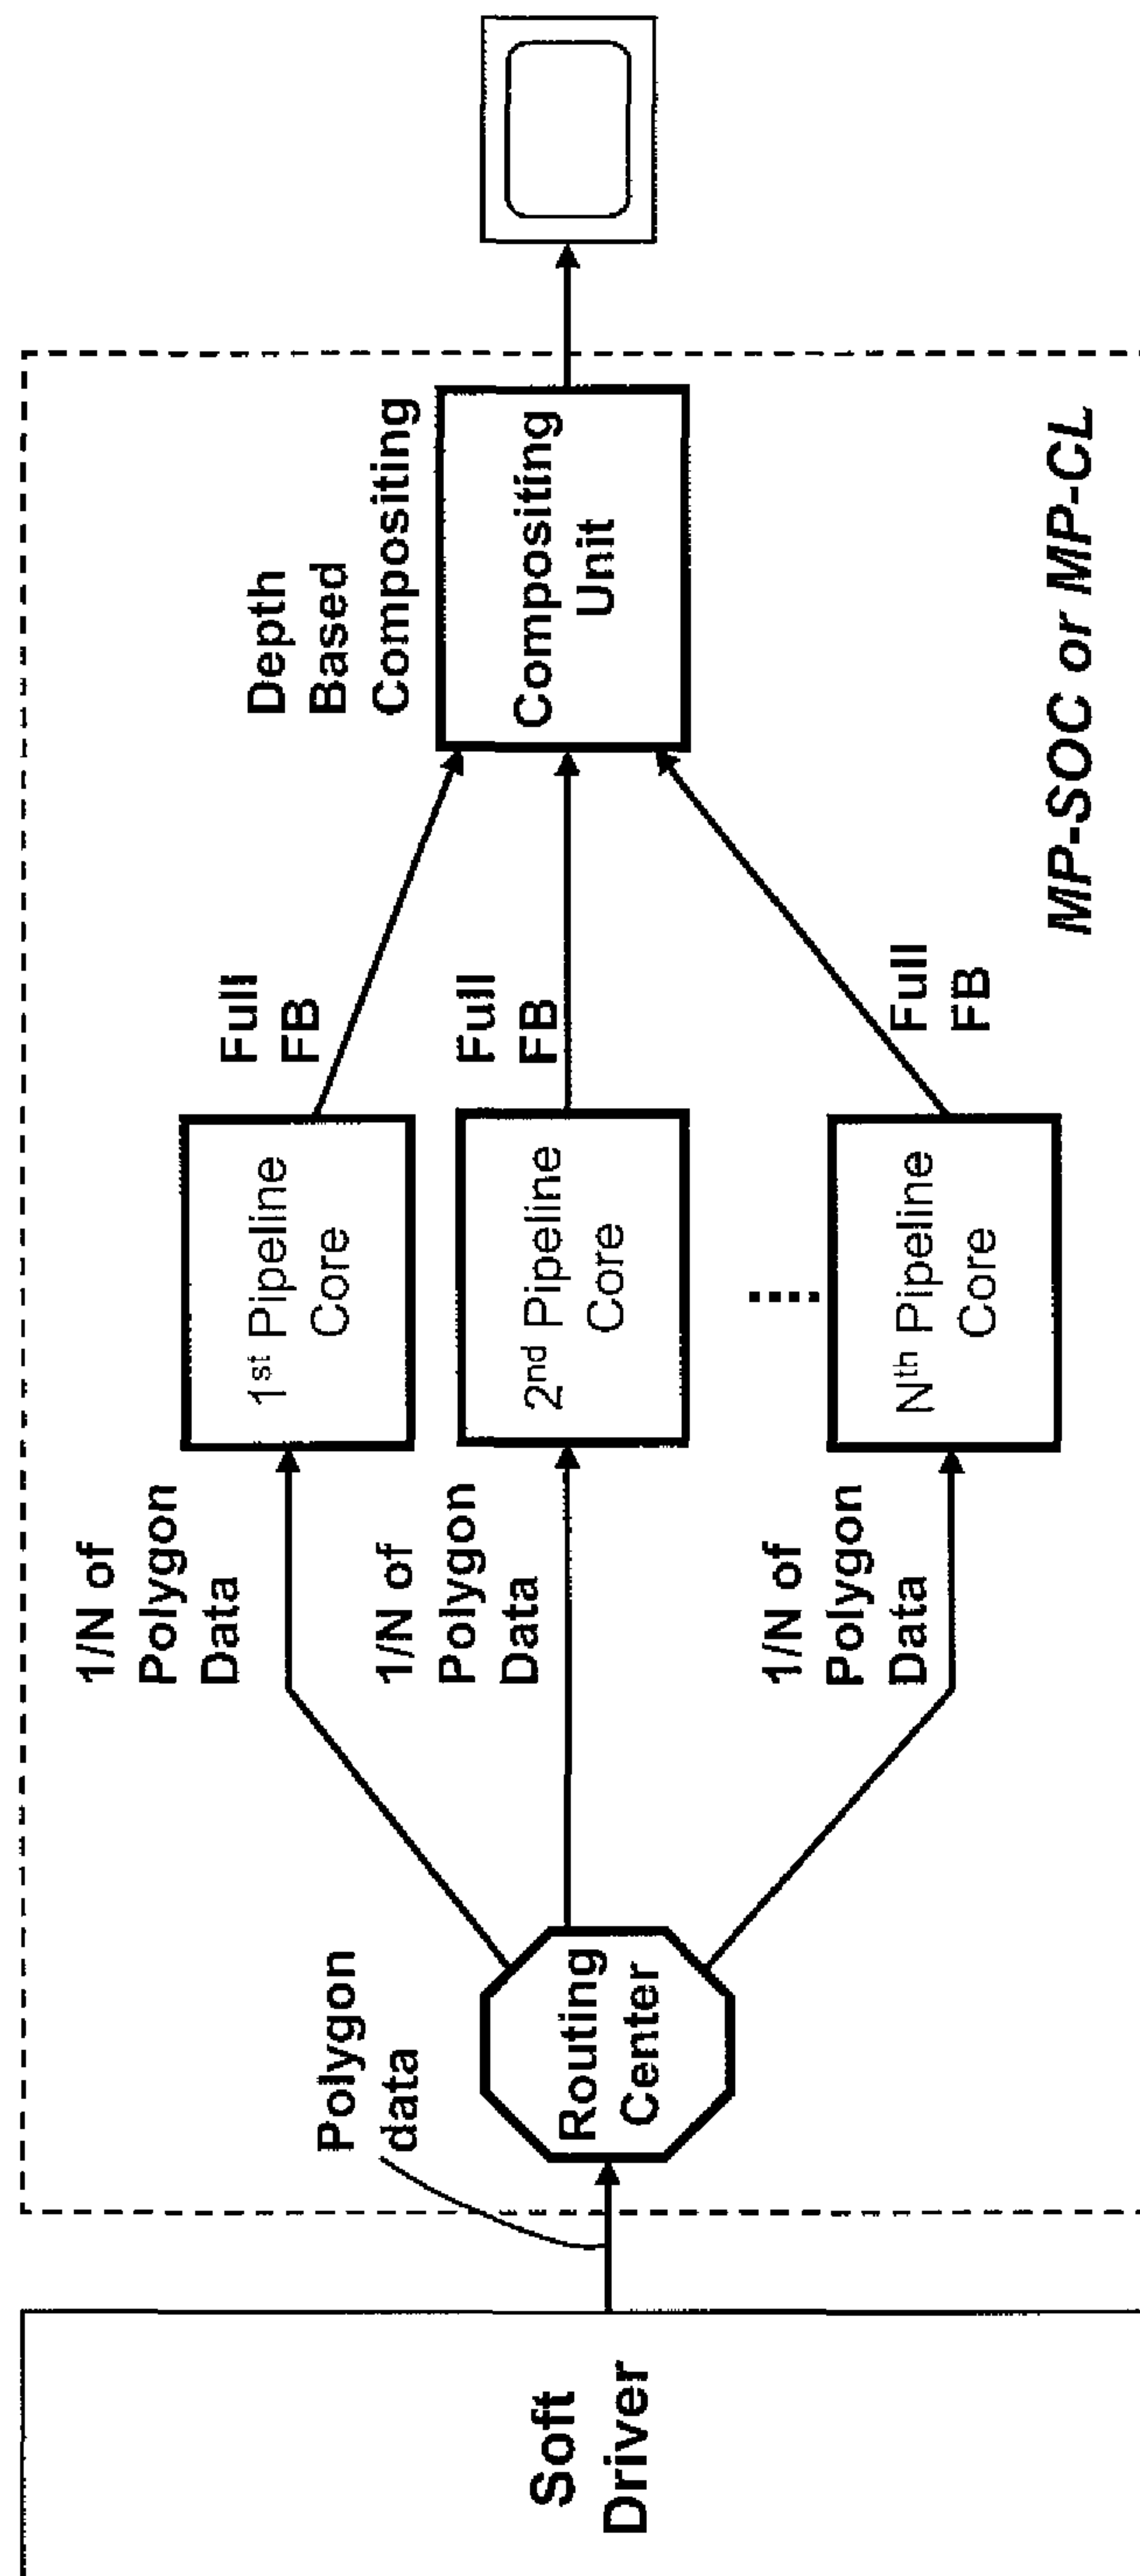 Soft
Driver
Polygon
data
Routing
Center
1/N of
Polygon
Data
1/N of
Polygon
Data
1/N of
Polygon
Data
1st Pipeline
Core
2nd Pipeline
Core
Nth Pipeline
Core
Full
FB
Full
FB
Full
FB
Depth
Based
Compositing
Compositing
Unit
MP-SOC or MP-CL